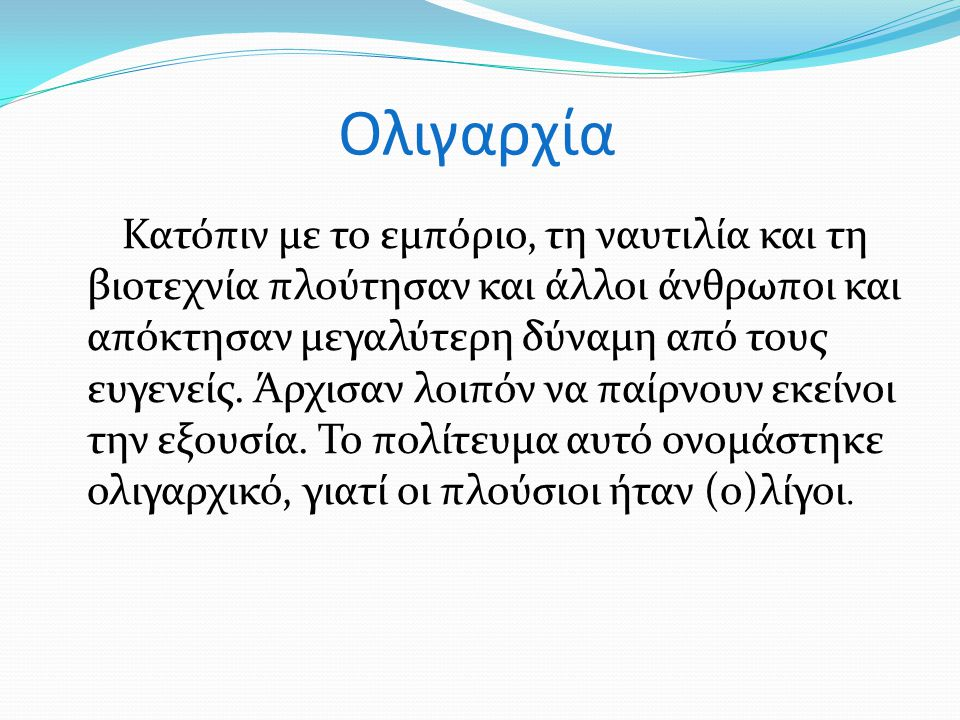 Ολιγαρχία
Κατόπιν με το εμπόριο, τη ναυτιλία και τη
βιοτεχνία πλούτησαν και άλλοι άνθρωποι και
απόκτησαν μεγαλύτερη δύναμη από τους
ευγενείς. Άρχισαν λοιπόν να παίρνουν εκείνοι
την εξουσία. Το πολίτευμα αυτό ονομάστηκε
ολιγαρχικό, γιατί οι πλούσιοι ήταν (ο)λίγοι.